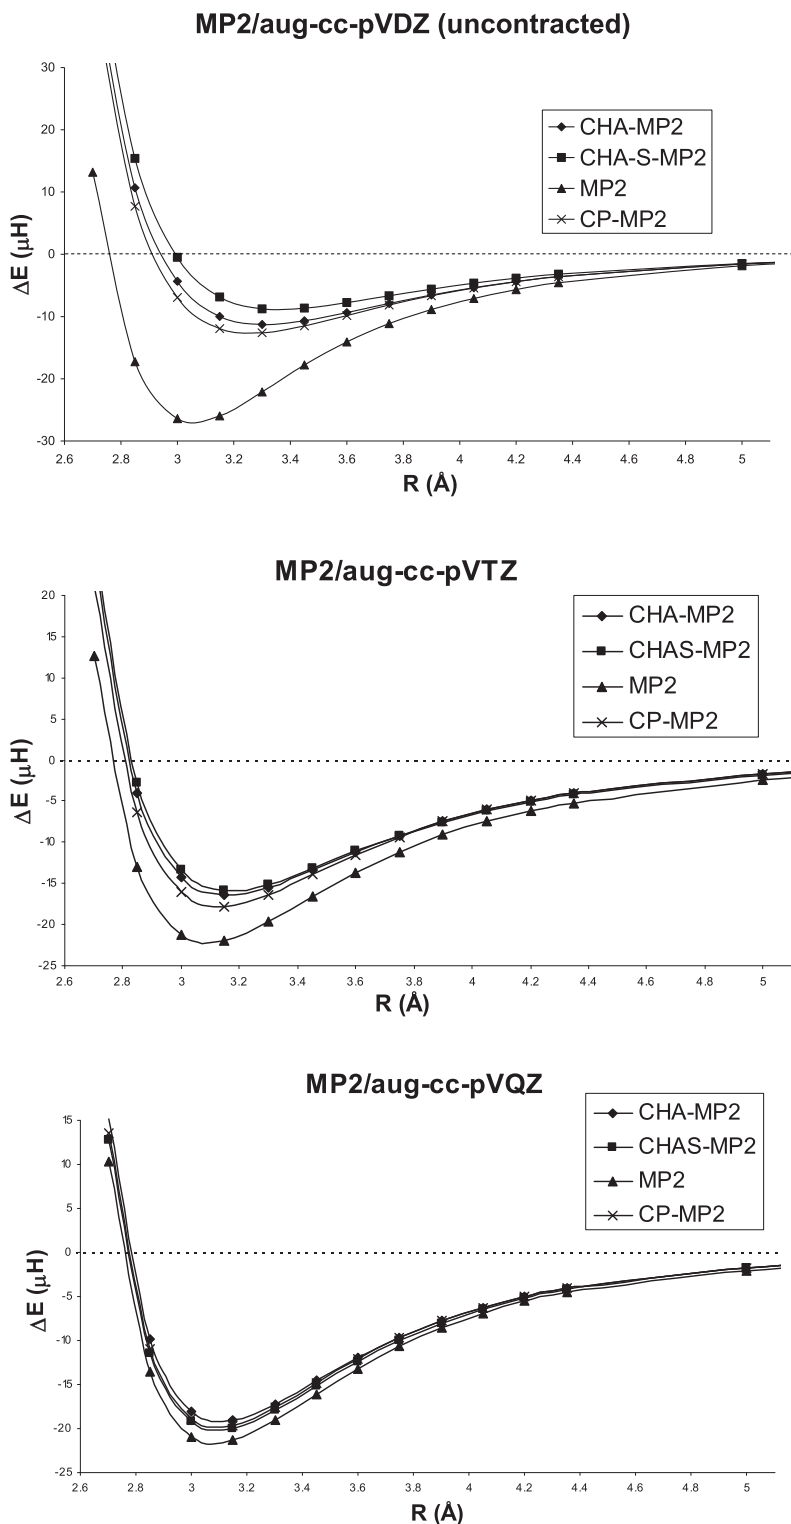 MP2/aug-cc-pVDZ (uncontracted)
30
20
10
0
-10
-20
-30
ΔE (μH)
CHA-MP2
CHA-S-MP2
MP2
CP-MP2
2.6 2.8 3 3.2 3.4 3.6 3.8 4 4.2 4.4 4.6 4.8 5
R (Å)
MP2/aug-cc-pVTZ
20
15
10
5
0
-5
-10
-15
-20
-25
ΔE (μH)
CHA-MP2
CHAS-MP2
MP2
CP-MP2
2.6 2.8 3 3.2 3.4 3.6 3.8 4 4.2 4.4 4.6 4.8 5
R (Å)
MP2/aug-cc-pVQZ
15
10
5
0
-5
-10
-15
-20
-25
ΔE (μH)
CHA-MP2
CHAS-MP2
MP2
CP-MP2
2.6 2.8 3 3.2 3.4 3.6 3.8 4 4.2 4.4 4.6 4.8 5
R (Å)